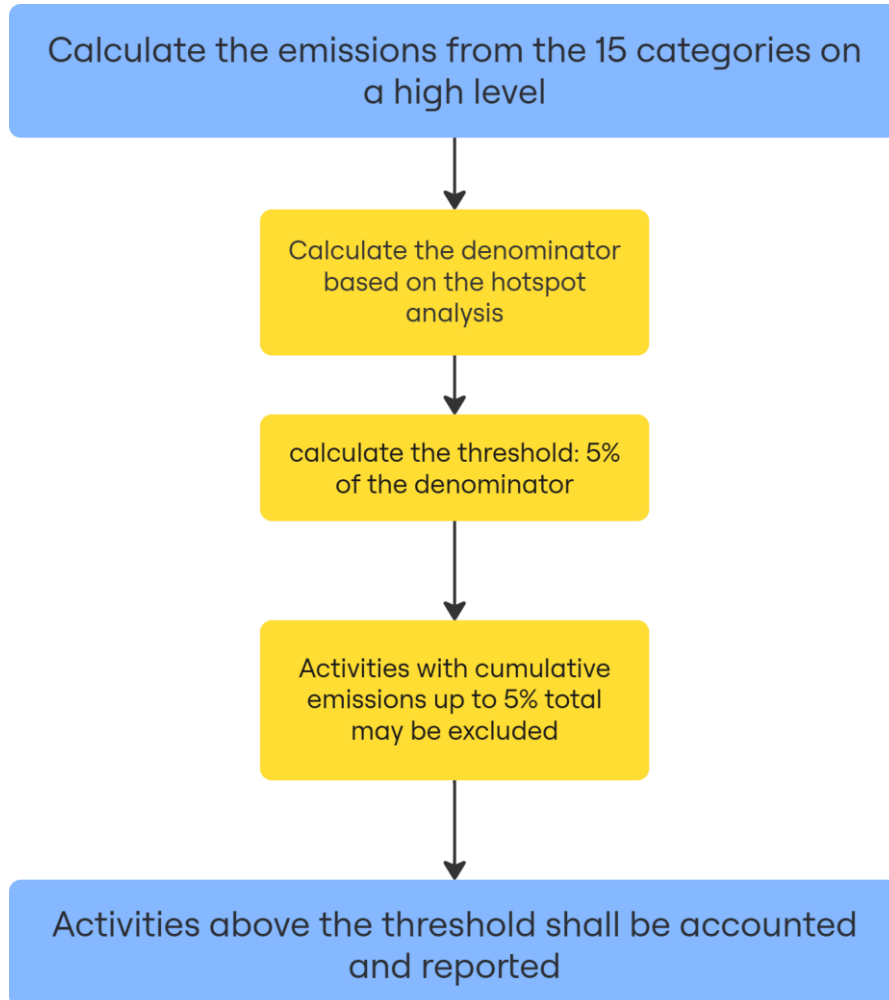 Calculate the emissions from the 15 categories on
a high level
Calculate the denominator
based on the hotspot
analysis
calculate the threshold: 5%
of the denominator
Activities with cumulative
emissions up to 5% total
may be excluded
Activities above the threshold shall be accounted
and reported